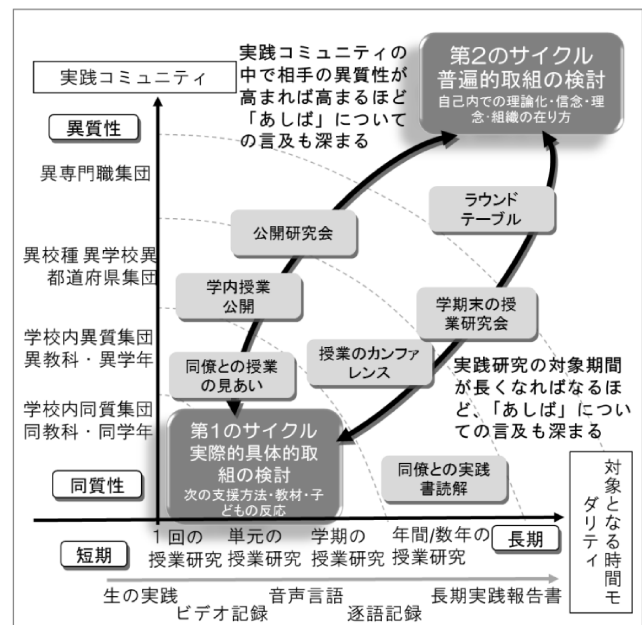 実践コミュニティの
中で相手の異質性が
高まれば高まるほど
「あしば」について
の言及も深まる
第2のサイクル
普遍的取組の検討
自己内での理論化・信念・理
念・組織の在り方
実践コミュニティ
異質性
異専門職集団
ラウンド
テーブル
公開研究会
異校種 異学校異
都道府県集団
学内授業
公開
学期末の授
業研究会
学校内異質集団
異教科・異学年
同僚との授業
の見あい
授業のカンファ
レンス
実践研究の対象期間
が長くなればなるほ
ど、「あしば」につい
ての言及も深まる
学校内同質集団
同教科・同学年
第1のサイクル
実際的具体的取
組の検討
次の支援方法・教材・子
どもの反応
同質性
同僚との実践
書読解
対象となる時間モ
ダリティ
短期
1回の
授業研究
単元の
授業研究
学期の
授業研究
年間/数年の
授業研究
長期
生の実践
ビデオ記録
音声言語
逐語記録
長期実践報告書